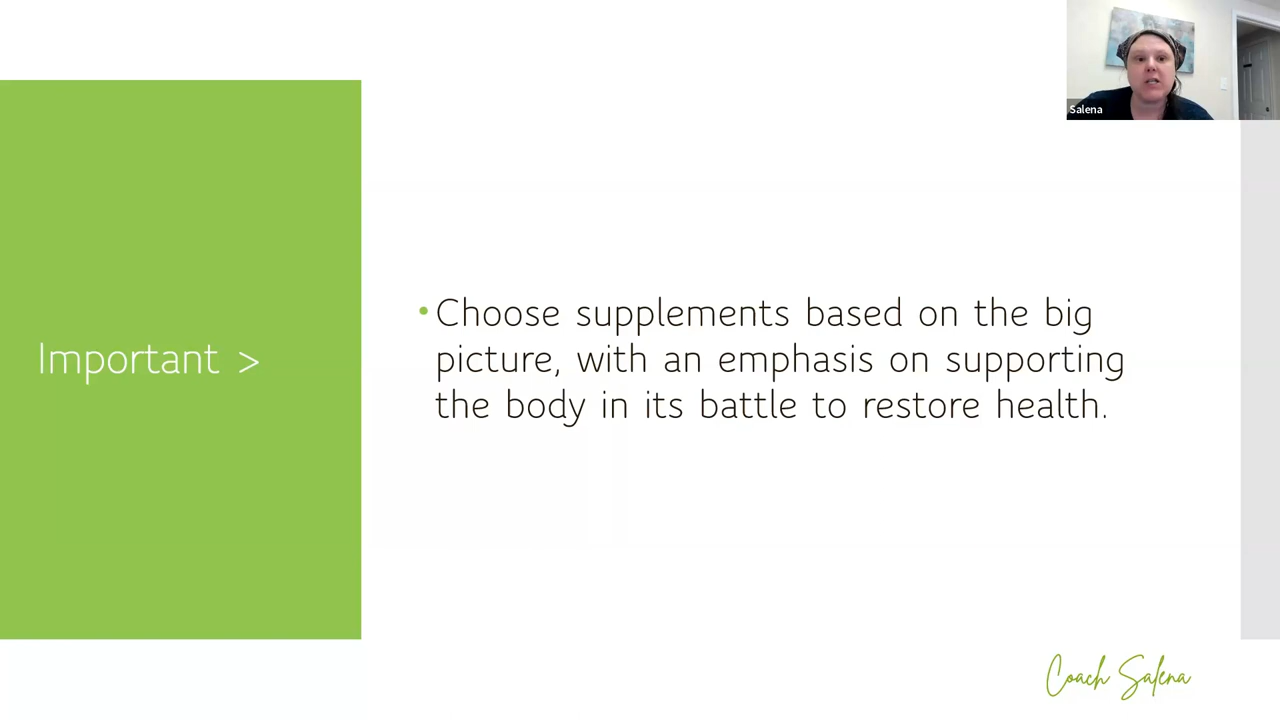 Salena
Important >
• Choose supplements based on the big
picture, with an emphasis on supporting
the body in its battle to restore health.
Coach Salena